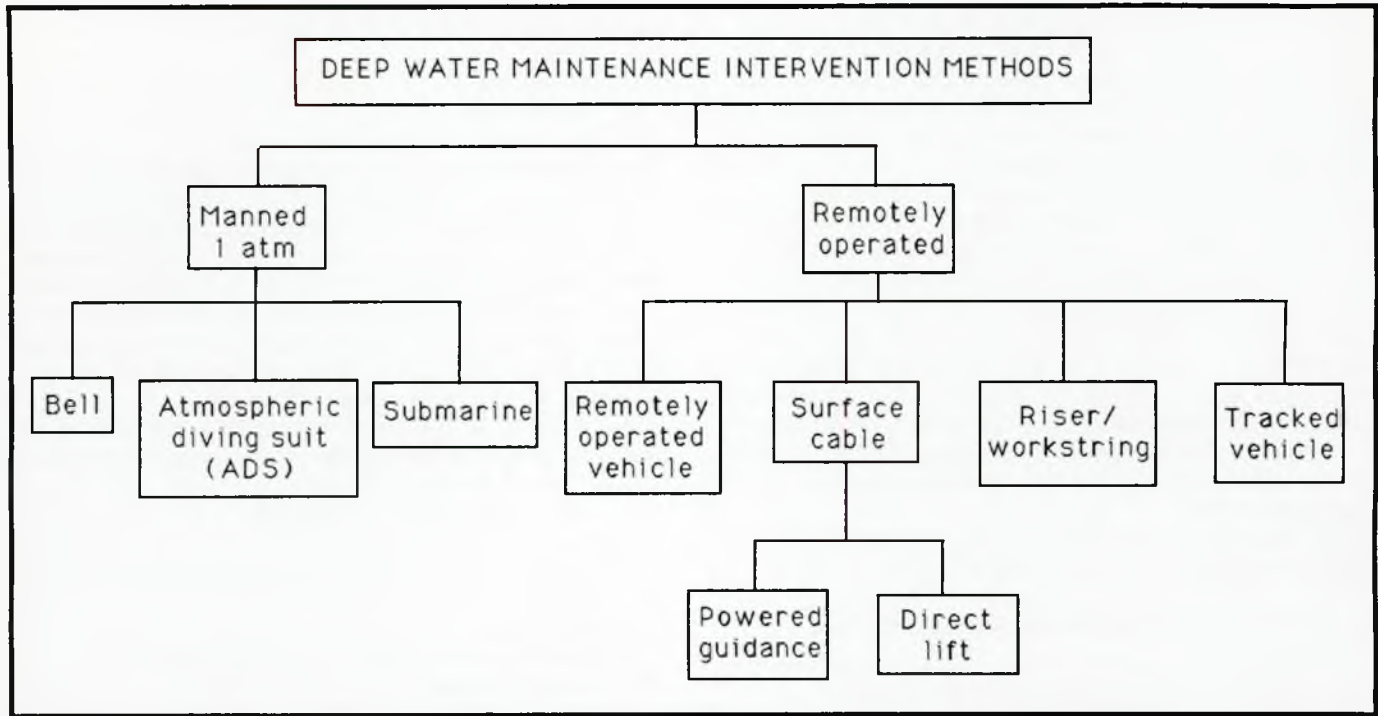 DEEP WATER MAINTENANCE INTERVENTION METHODS
Manned
1 atm
Remotely
operated
Bell
Atmospheric
diving suit
(ADS)
Submarine
Remotely
operated
vehicle
Surface
cable
Riser/
workstring
Tracked
vehicle
Powered
guidance
Direct
lift